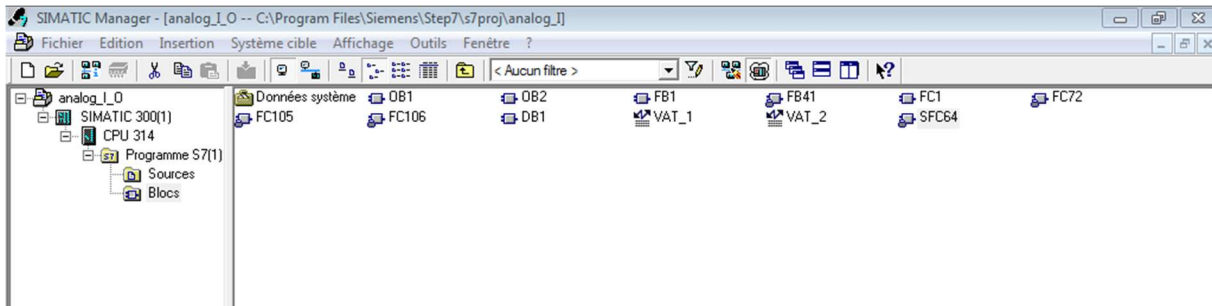 SIMATIC Manager - [analog_I_O -- C:\Program Files\Siemens\Step7\s7proj\analog_I]
Fichier Edition Insertion Système cible Affichage Outils Fenêtre ?
< Aucun filtre >
analog_I_O
SIMATIC 300(1)
CPU 314
Programme S7(1)
Sources
Blocs
Données système OB1 OB2 FB1 FB41 FC1 FC72
FC105 FC106 DB1 VAT_1 VAT_2 SFC64